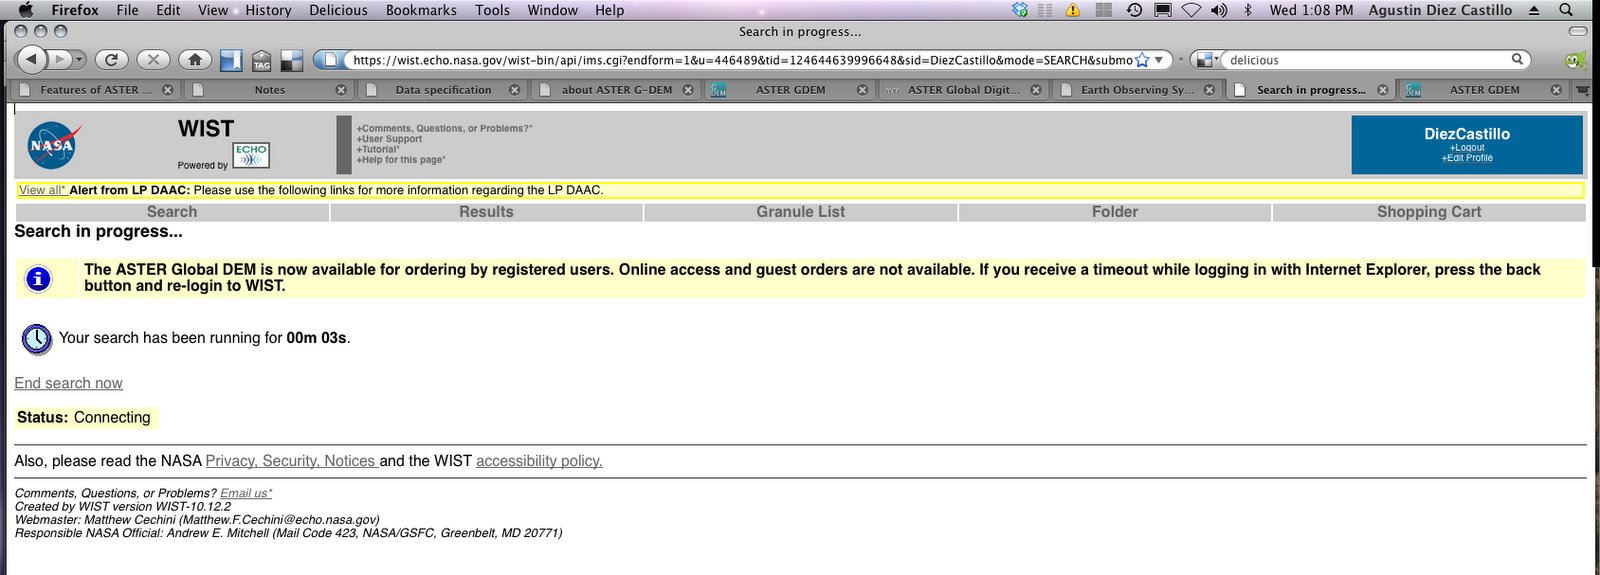 Firefox File Edit View History Delicious Bookmarks Tools Window Help Wed 1:08 PM Agustin Diez Castillo
Search in progress...
TAG https://wist.echo.nasa.gov/wist-bin/api/ims.cgi?endform=1&u=446489&tid=124644639996648&sid=DiezCastillo&mode=SEARCH&submo delicious
Features of ASTER ... Notes Data specification about ASTER G-DEM ASTER GDEM ASTER Global Digit... Earth Observing Sy... Search in progress... ASTER GDEM
NASA
WIST
Powered by ECHO
+Comments, Questions, or Problems?*
+User Support
+Tutorial*
+Help for this page*
DiezCastillo
+Logout
+Edit Profile
View all* Alert from LP DAAC: Please use the following links for more information regarding the LP DAAC.
Search Results Granule List Folder Shopping Cart
Search in progress...
The ASTER Global DEM is now available for ordering by registered users. Online access and guest orders are not available. If you receive a timeout while logging in with Internet Explorer, press the back
button and re-login to WIST.
Your search has been running for 00m 03s.
End search now
Status: Connecting
Also, please read the NASA Privacy, Security, Notices and the WIST accessibility policy.
Comments, Questions, or Problems? Email us*
Created by WIST version WIST-10.12.2
Webmaster: Matthew Cechini (Matthew.F.Cechini@echo.nasa.gov)
Responsible NASA Official: Andrew E. Mitchell (Mail Code 423, NASA/GSFC, Greenbelt, MD 20771)